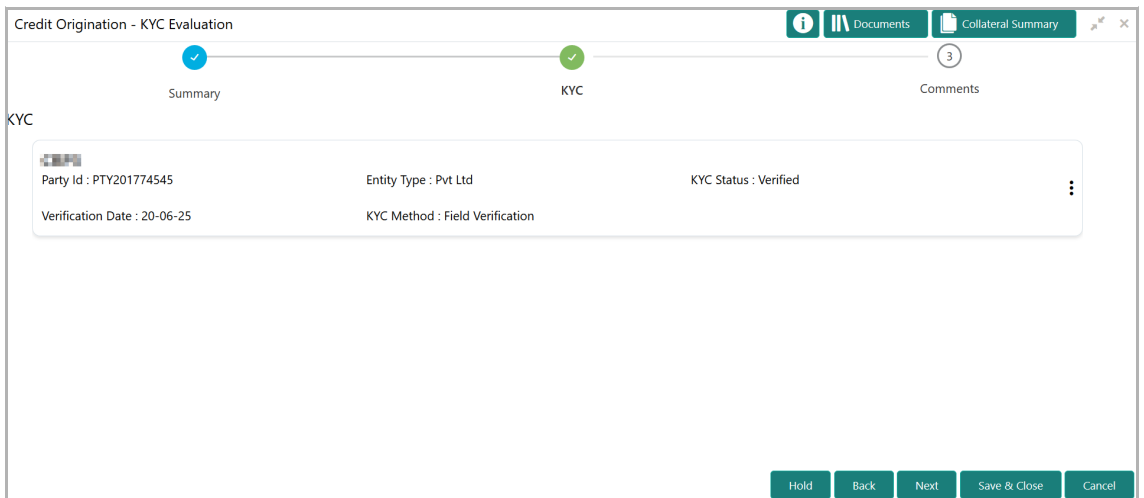 Credit Origination - KYC Evaluation
Documents
Collateral Summary
3
Summary
KYC
Comments
KYC
Party Id : PTY201774545 Entity Type : Pvt Ltd KYC Status : Verified
Verification Date : 20-06-25 KYC Method : Field Verification
Hold Back Next Save & Close Cancel